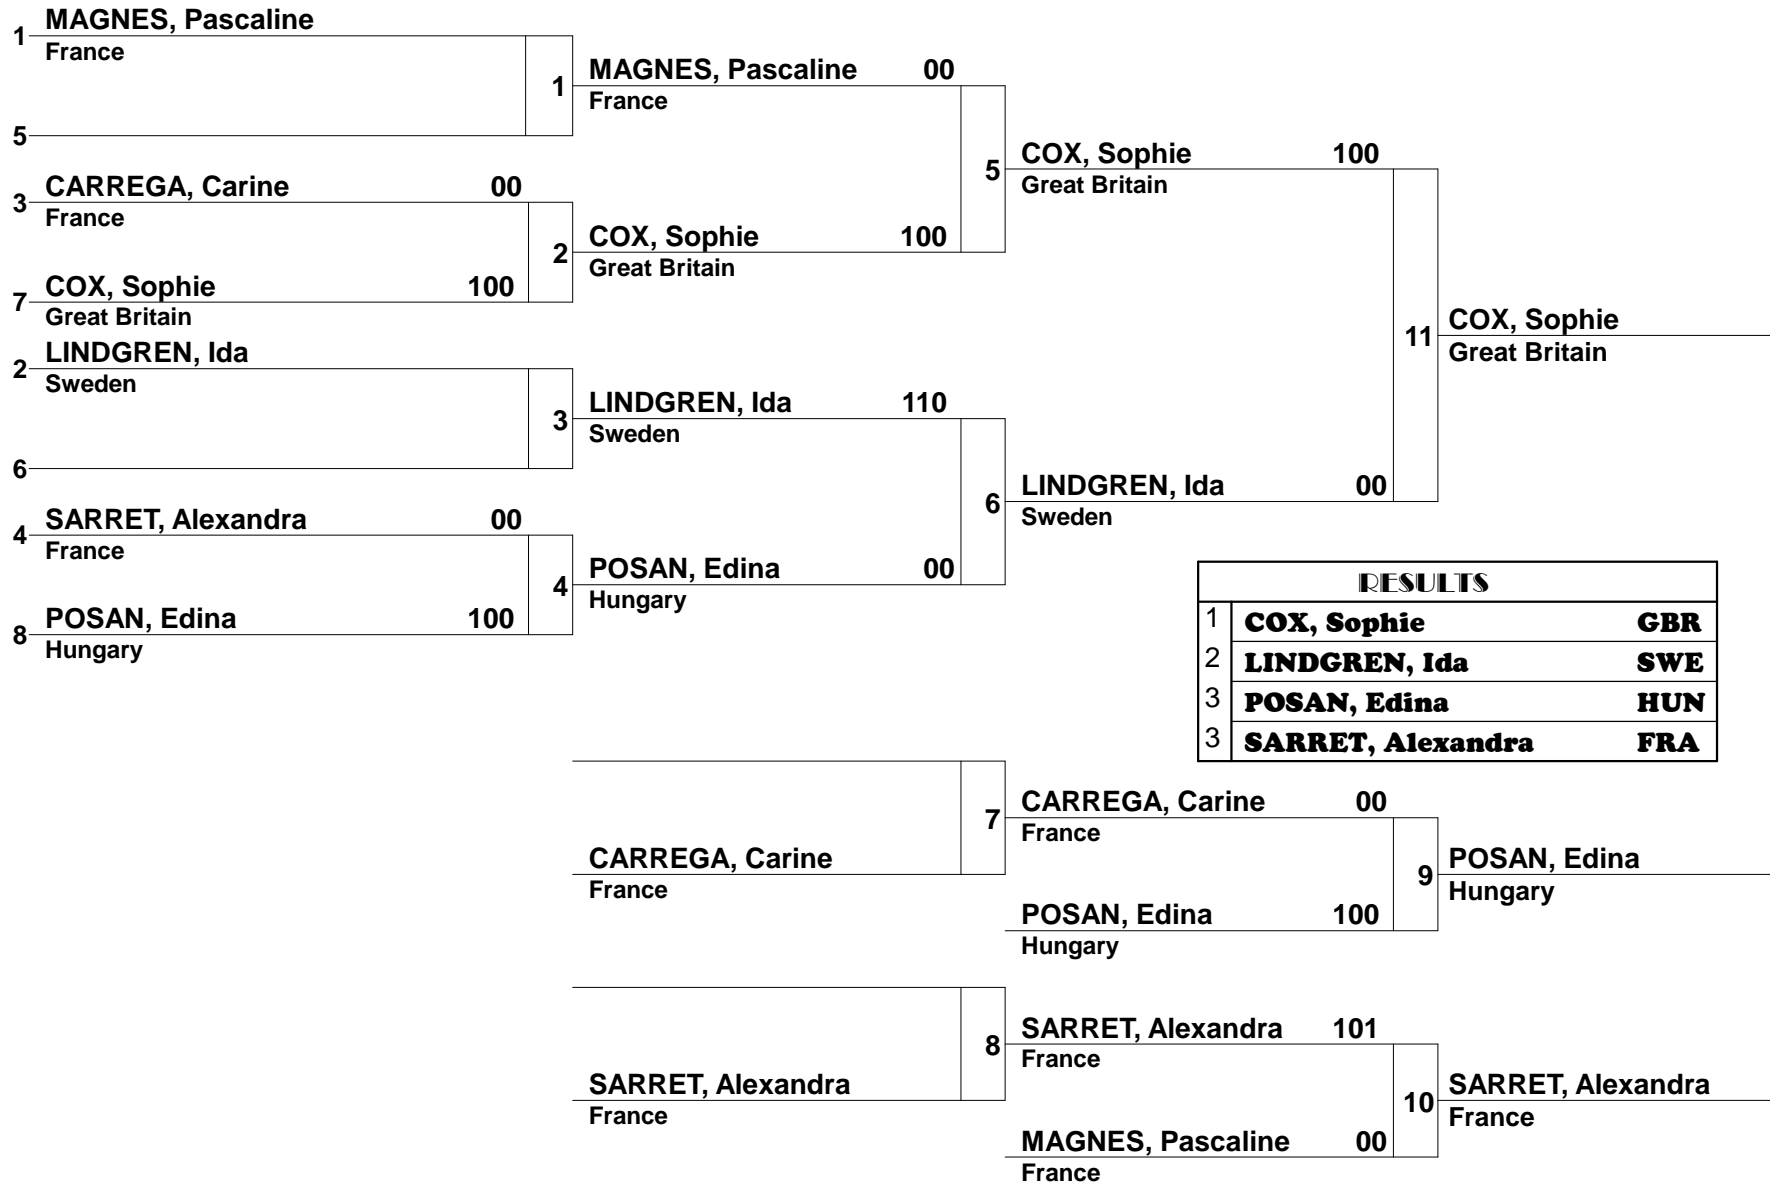 MAGNES, Pascaline
1
France
5
CARREGA, Carine 00
3
France
COX, Sophie 100
7
Great Britain
LINDGREN, Ida
2
Sweden
6
SARRET, Alexandra 00
4
France
POSAN, Edina 100
8
Hungary
1
MAGNES, Pascaline 00
France
2
COX, Sophie 100
Great Britain
3
LINDGREN, Ida 110
Sweden
4
POSAN, Edina 00
Hungary
5
COX, Sophie 100
Great Britain
6
LINDGREN, Ida 00
Sweden
11
COX, Sophie
Great Britain
RESULTS
1 COX, Sophie GBR
2 LINDGREN, Ida SWE
3 POSAN, Edina HUN
3 SARRET, Alexandra FRA
CARREGA, Carine
France
7
CARREGA, Carine 00
France
POSAN, Edina 100
Hungary
9
POSAN, Edina
Hungary
SARRET, Alexandra
France
8
SARRET, Alexandra 101
France
MAGNES, Pascaline 00
France
10
SARRET, Alexandra
France